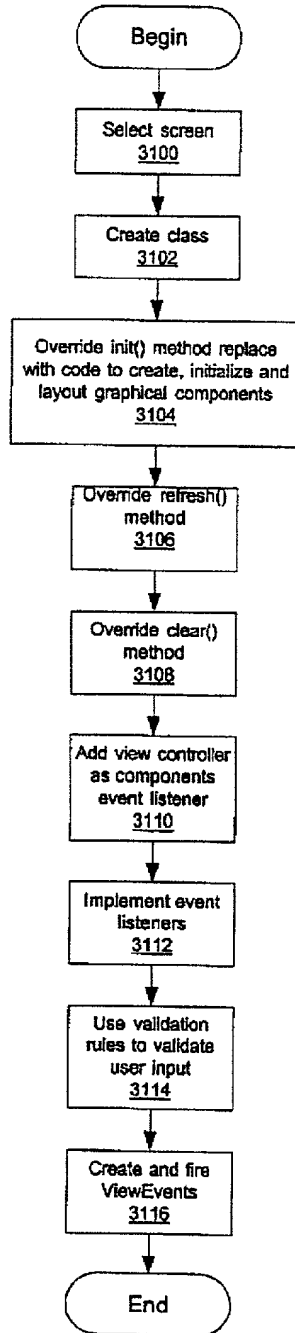 Begin
Select screen
3100
Create class
3102
Override init() method replace
with code to create, initialize and
layout graphical components
3104
Override refresh()
method
3106
Override clear()
method
3108
Add view controller
as components
event listener
3110
Implement event
listeners
3112
Use validation
rules to validate
user input
3114
Create and fire
ViewEvents
3116
End